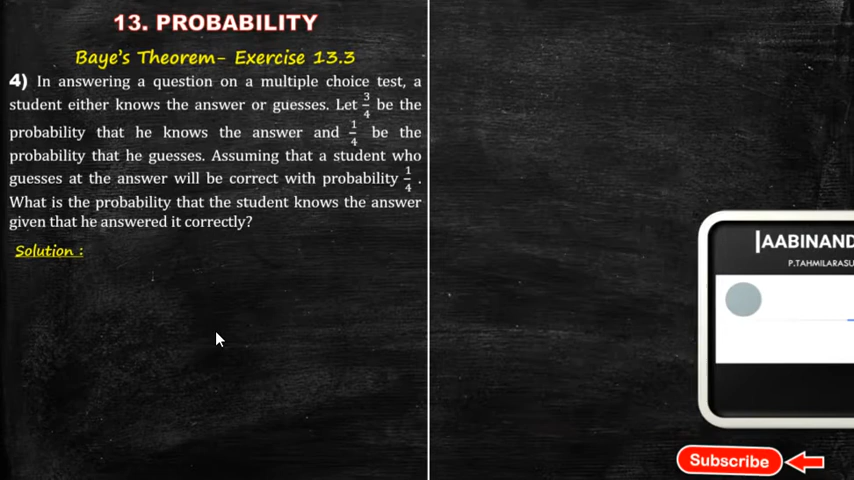 13. PROBABILITY
Baye's Theorem- Exercise 13.3
4) In answering a question on a multiple choice test, a
student either knows the answer or guesses. Let 3/4 be the
probability that he knows the answer and 1/4 be the
probability that he guesses. Assuming that a student who
guesses at the answer will be correct with probability 1/4 .
What is the probability that the student knows the answer
given that he answered it correctly?
Solution :
AABINAND
P.TAHMILARASU
Subscribe